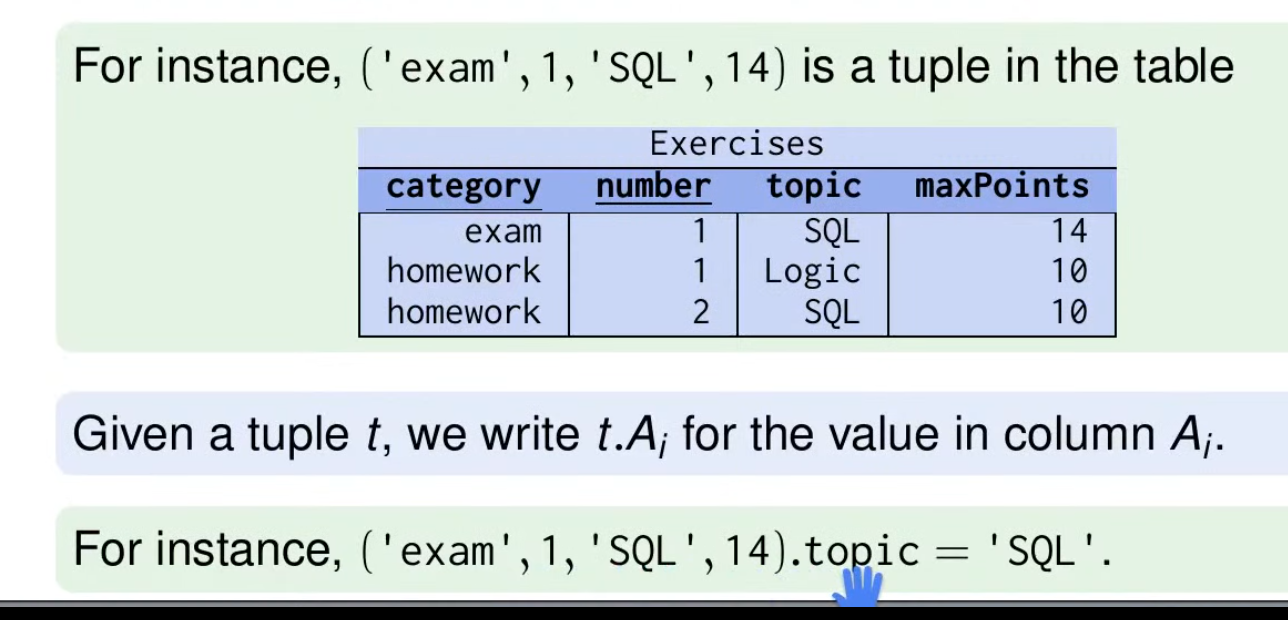 For instance, ('exam', 1, 'SQL', 14) is a tuple in the table
Exercises
category number topic maxPoints
exam 1 SQL 14
homework 1 Logic 10
homework 2 SQL 10
Given a tuple t, we write t.Aᵢ for the value in column Aᵢ.
For instance, ('exam', 1, 'SQL', 14).topic = 'SQL'.